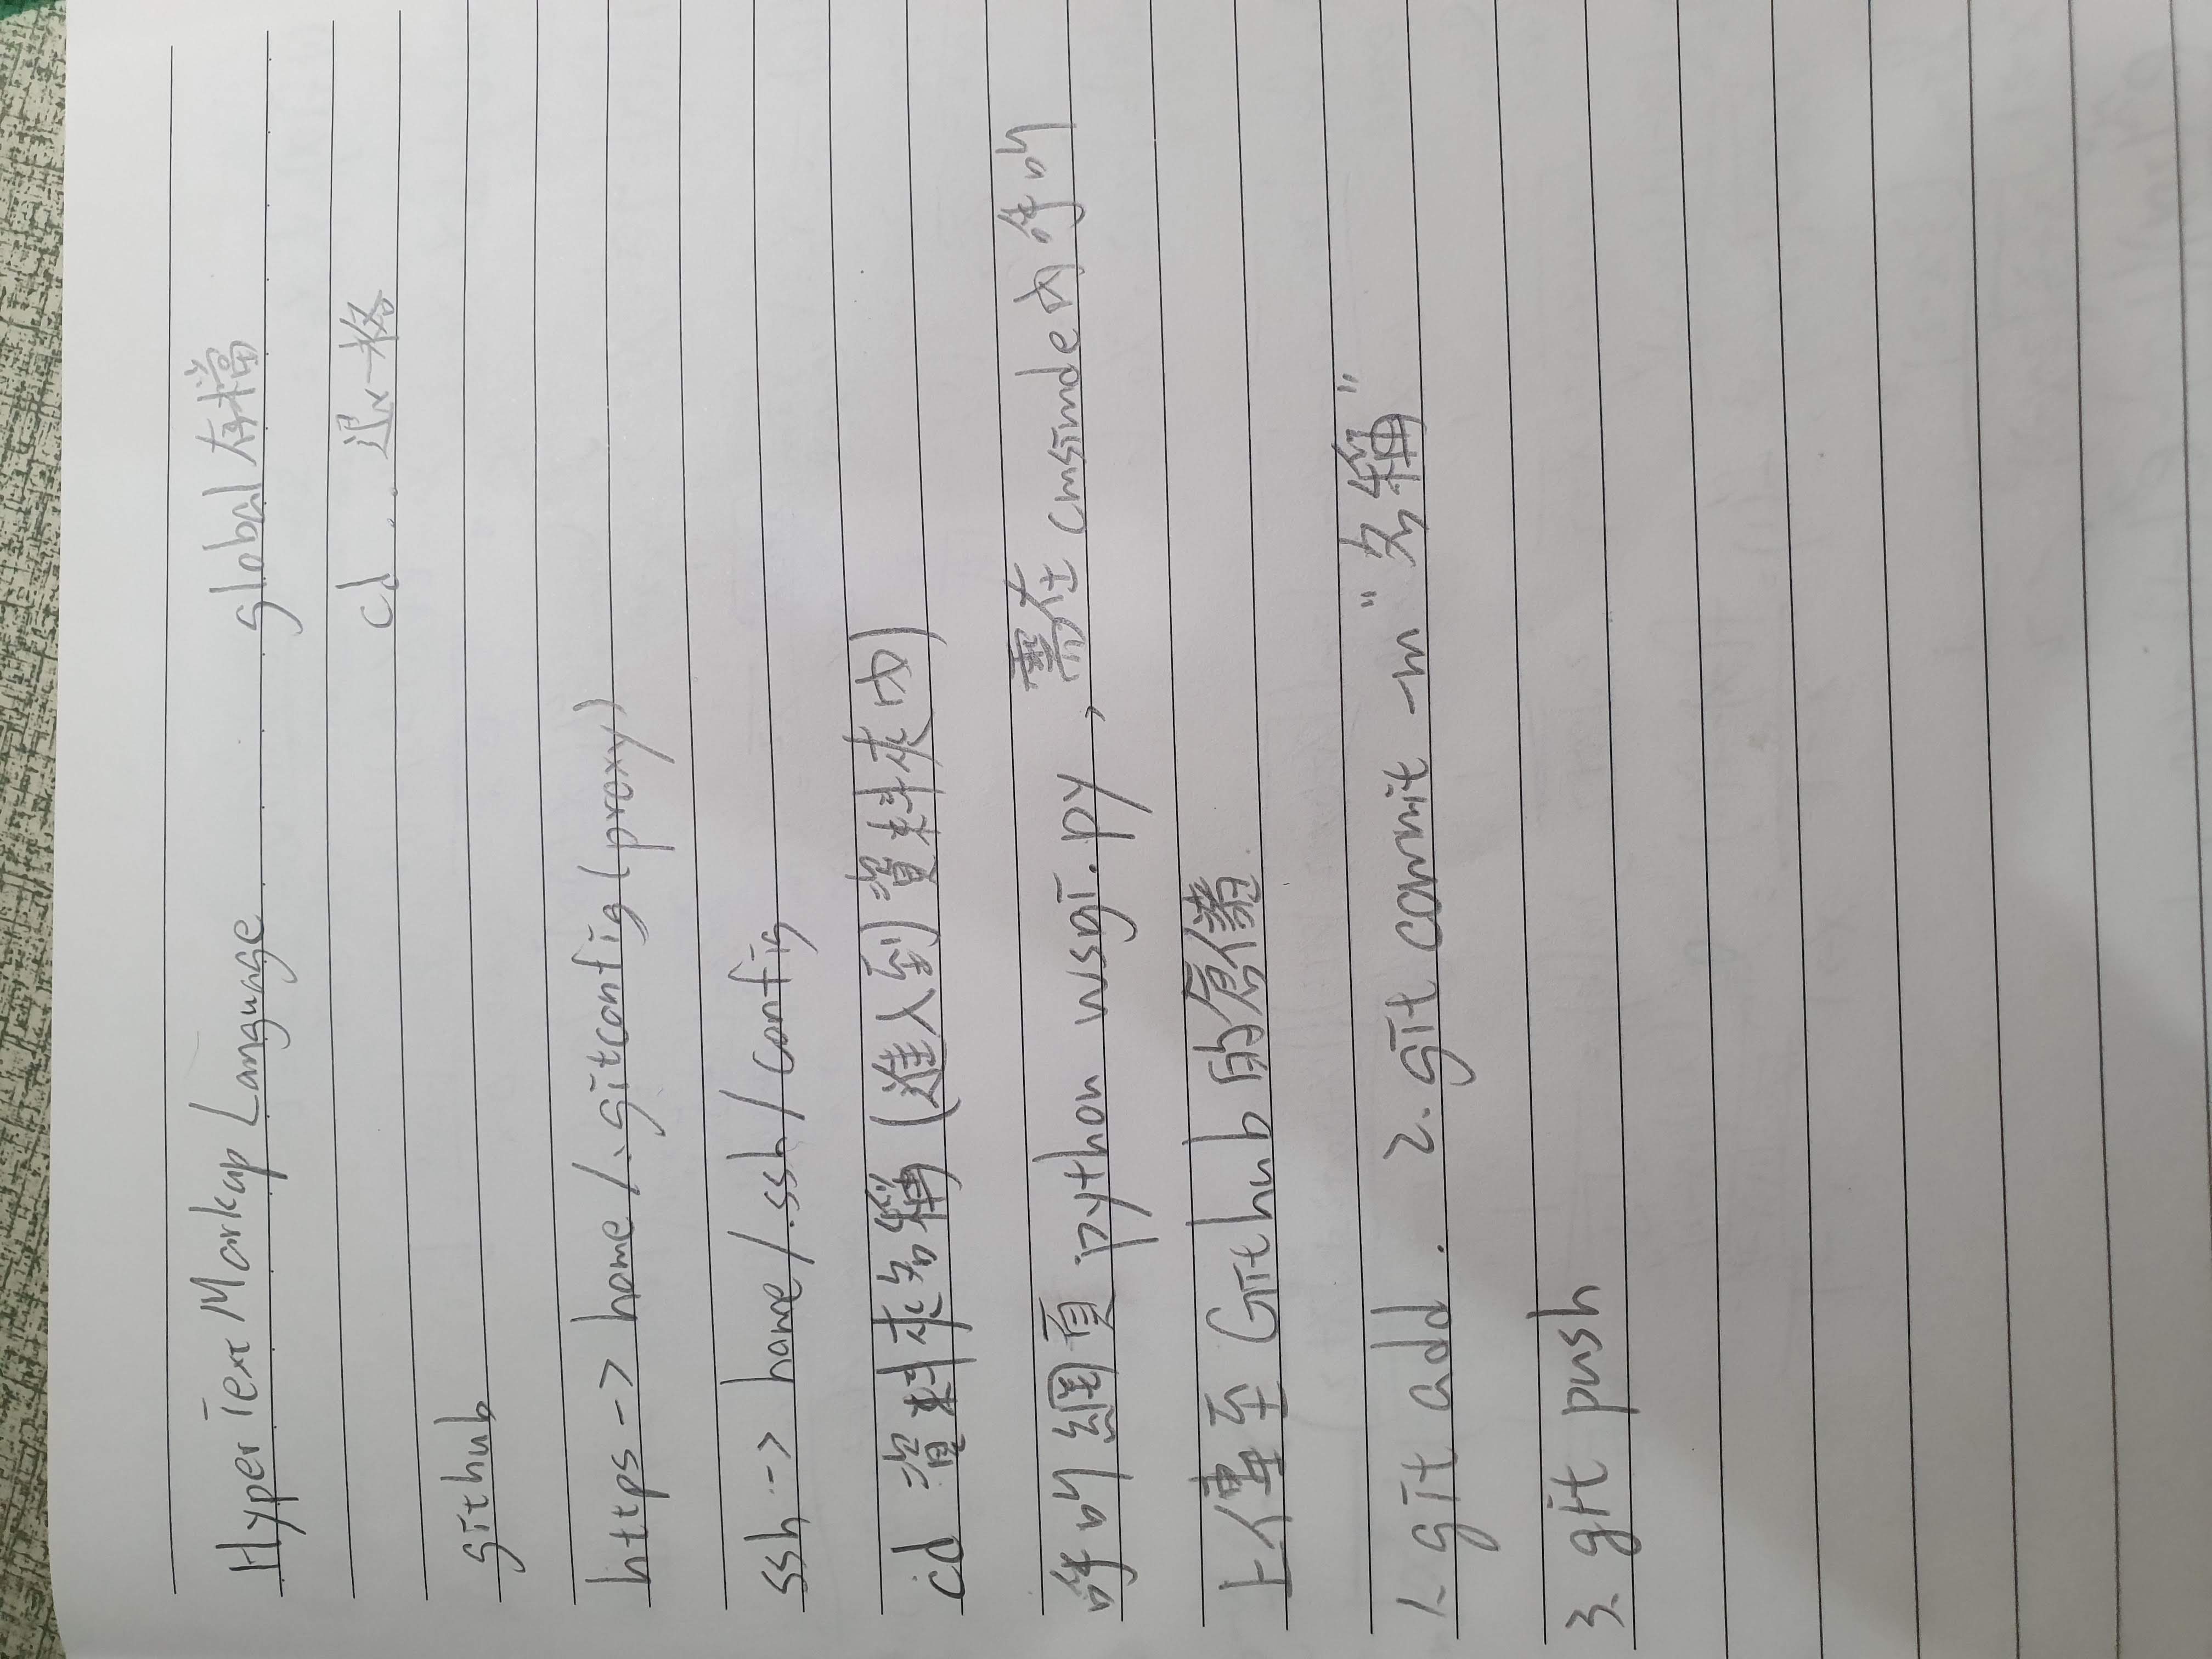 Hyper Text Markup Language global 存檔
cd .. 退一格
github
https -> home/.gitconfig (proxy)
ssh -> home/.ssh/config
cd 資料夾名稱 (進入到資料夾內)
呼叫網頁 python wsgi.py , 需在 cmsimde 內呼叫
上傳至 Github 的倉儲
1. git add . 2. git commit -m "名稱"
3. git push